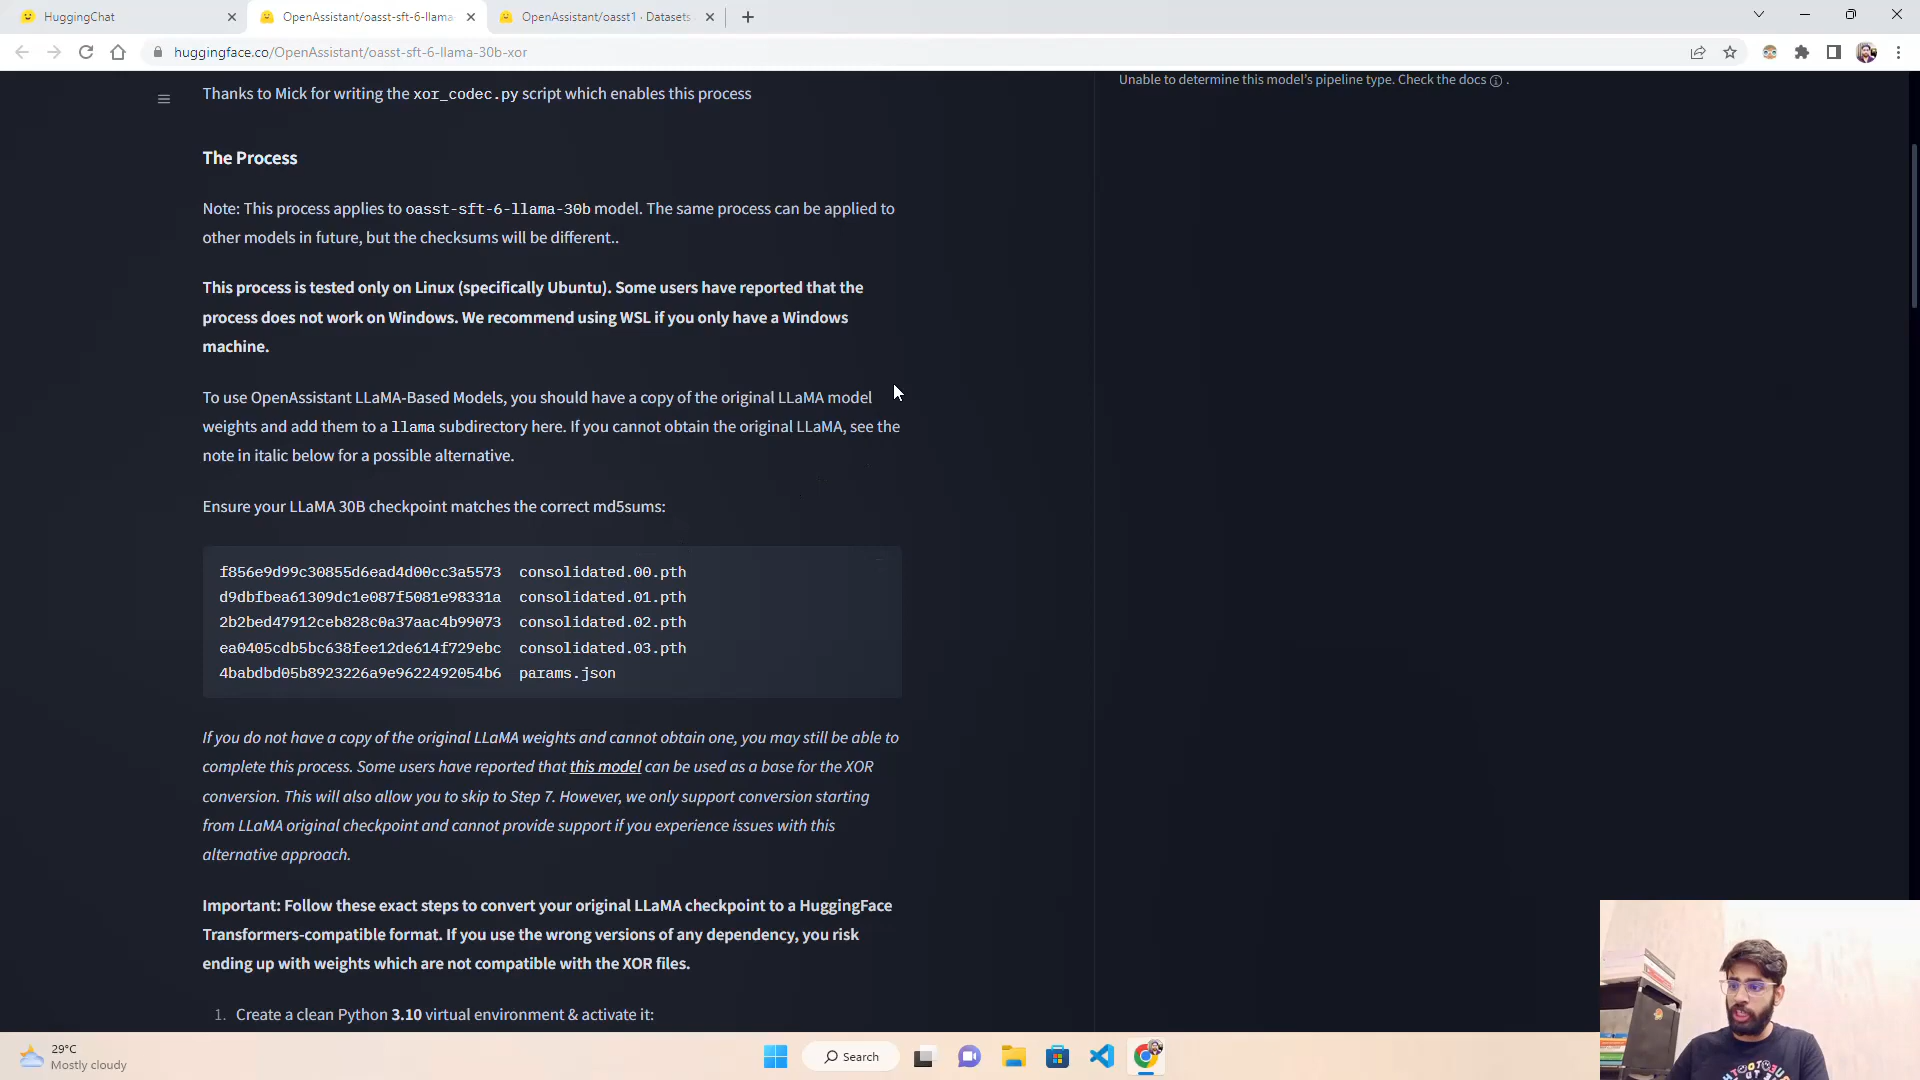 HuggingChat
OpenAssistant/oasst-sft-6-llama-
OpenAssistant/oasst1 · Datasets
huggingface.co/OpenAssistant/oasst-sft-6-llama-30b-xor
Unable to determine this model's pipeline type. Check the docs .
Thanks to Mick for writing the xor_codec.py script which enables this process
The Process
Note: This process applies to oasst-sft-6-llama-30b model. The same process can be applied to
other models in future, but the checksums will be different..
This process is tested only on Linux (specifically Ubuntu). Some users have reported that the
process does not work on Windows. We recommend using WSL if you only have a Windows
machine.
To use OpenAssistant LLaMA-Based Models, you should have a copy of the original LLaMA model
weights and add them to a llama subdirectory here. If you cannot obtain the original LLaMA, see the
note in italic below for a possible alternative.
Ensure your LLaMA 30B checkpoint matches the correct md5sums:
f856e9d99c30855d6ead4d00cc3a5573 consolidated.00.pth
d9dbfbea61309dc1e087f5081e98331a consolidated.01.pth
2b2bed47912ceb828c0a37aac4b99073 consolidated.02.pth
ea0405cdb5bc638fee12de614f729ebc consolidated.03.pth
4babdbd05b8923226a9e9622492054b6 params.json
If you do not have a copy of the original LLaMA weights and cannot obtain one, you may still be able to
complete this process. Some users have reported that this model can be used as a base for the XOR
conversion. This will also allow you to skip to Step 7. However, we only support conversion starting
from LLaMA original checkpoint and cannot provide support if you experience issues with this
alternative approach.
Important: Follow these exact steps to convert your original LLaMA checkpoint to a HuggingFace
Transformers-compatible format. If you use the wrong versions of any dependency, you risk
ending up with weights which are not compatible with the XOR files.
1. Create a clean Python 3.10 virtual environment & activate it:
29°C
Mostly cloudy
Search